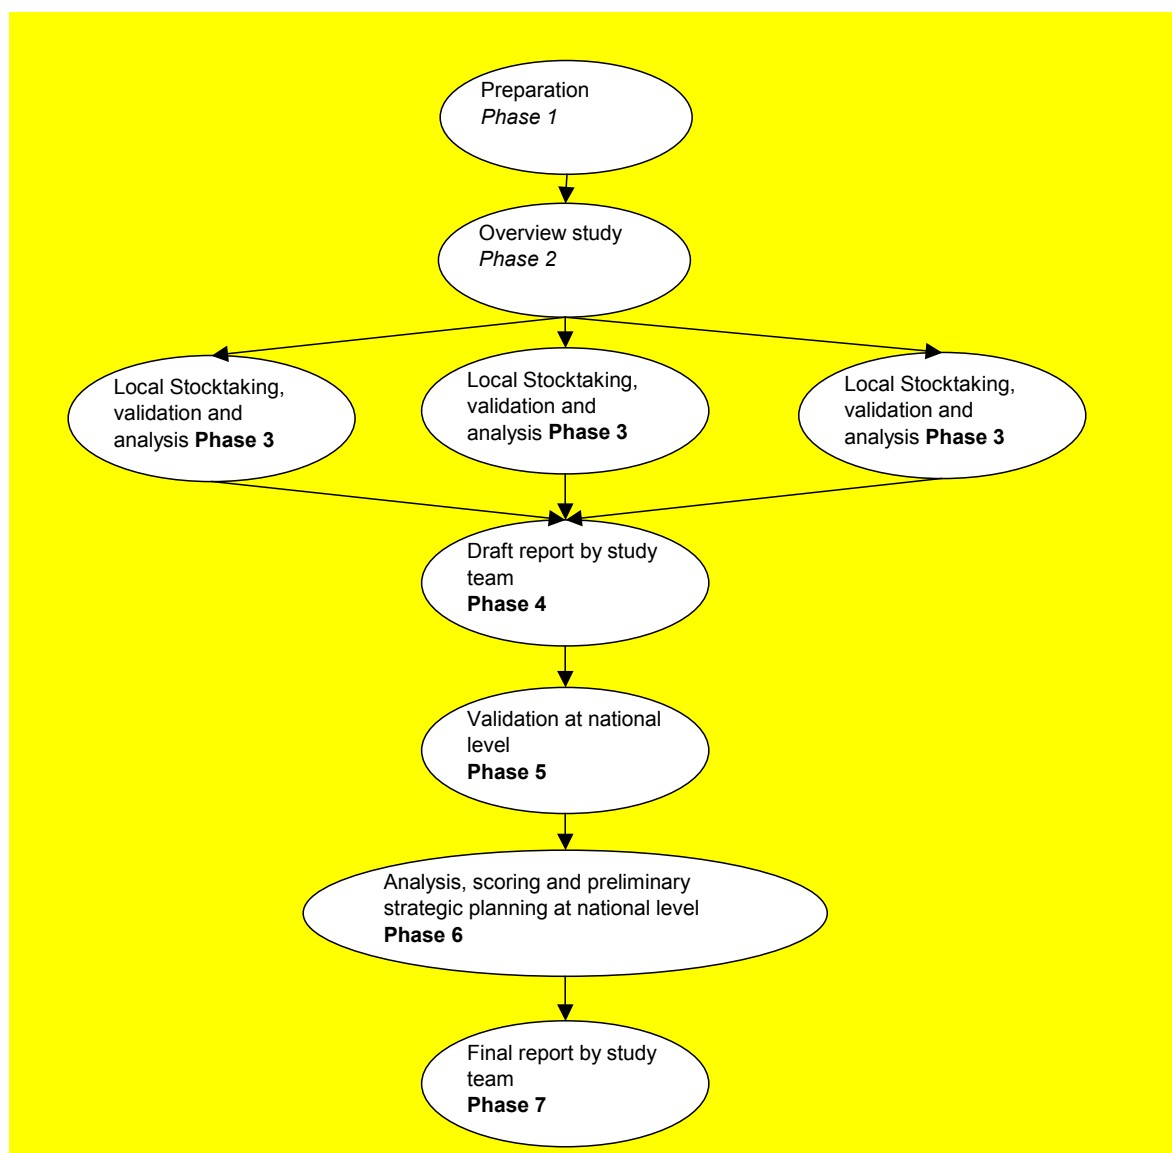 Preparation
Phase 1
Overview study
Phase 2
Local Stocktaking,
validation and
analysis Phase 3
Local Stocktaking,
validation and
analysis Phase 3
Local Stocktaking,
validation and
analysis Phase 3
Draft report by study
team
Phase 4
Validation at national
level
Phase 5
Analysis, scoring and preliminary
strategic planning at national level
Phase 6
Final report by study
team
Phase 7